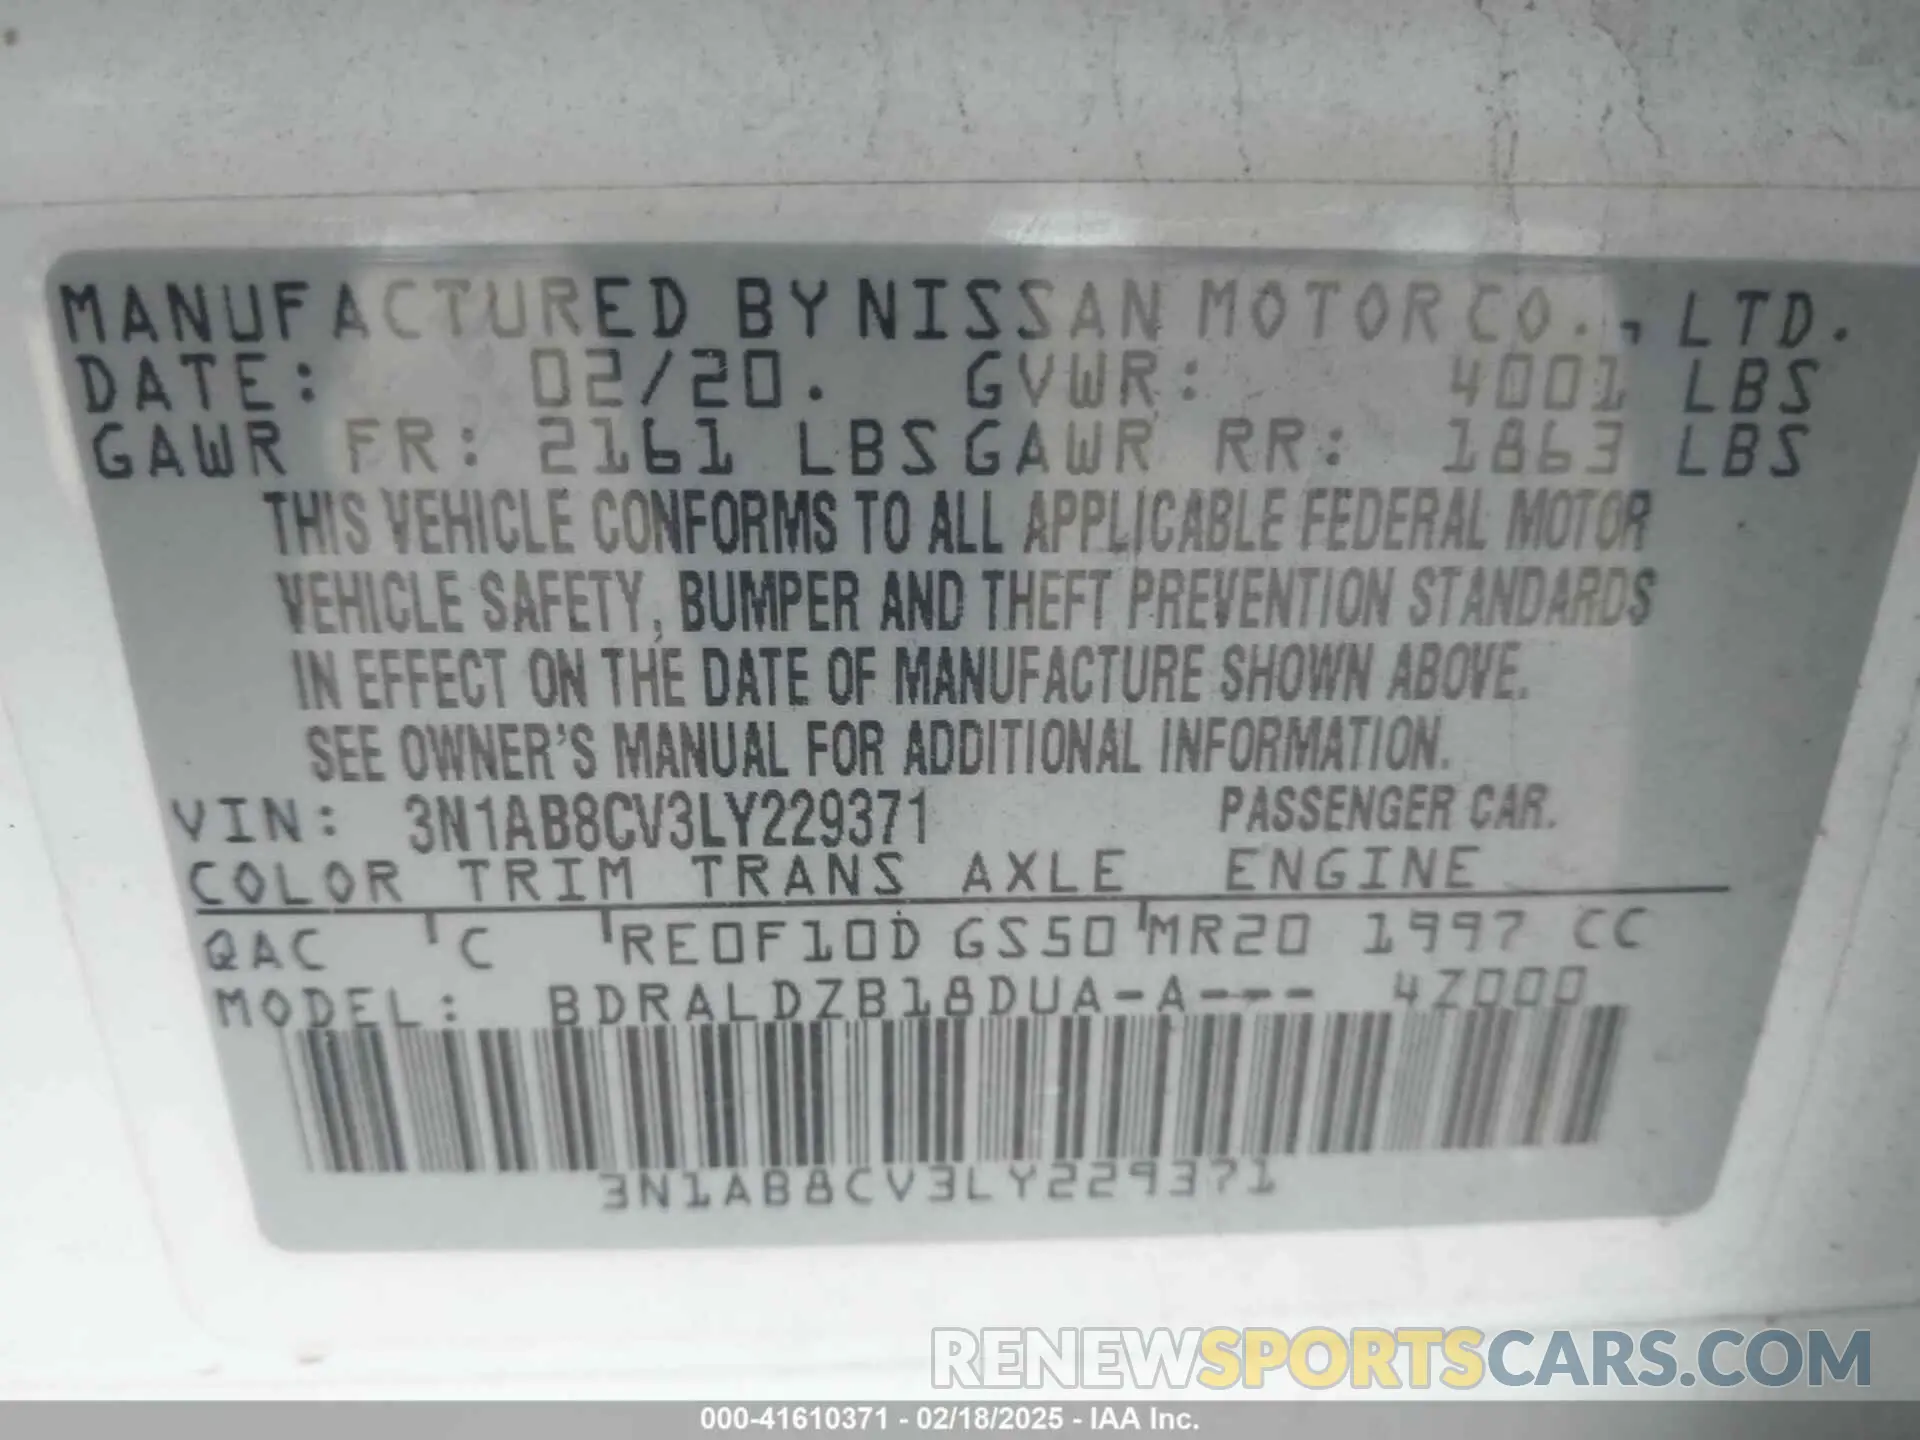 MANUFACTURED BY NISSAN MOTOR CO., LTD.
DATE: 02/20. GVWR: 4001 LBS
GAWR FR: 2161 LBS GAWR RR: 1863 LBS
THIS VEHICLE CONFORMS TO ALL APPLICABLE FEDERAL MOTOR
VEHICLE SAFETY, BUMPER AND THEFT PREVENTION STANDARDS
IN EFFECT ON THE DATE OF MANUFACTURE SHOWN ABOVE.
SEE OWNER'S MANUAL FOR ADDITIONAL INFORMATION.
VIN: 3N1AB8CV3LY229371 PASSENGER CAR.
COLOR TRIM TRANS AXLE ENGINE
QAC C RE0F10D GS50 MR20 1997 CC
MODEL: BDRALDZB18DUA-A--- 4Z000
3N1AB8CV3LY229371
RENEWSPORTSCARS.COM
000-41610371 - 02/18/2025 - IAA Inc.